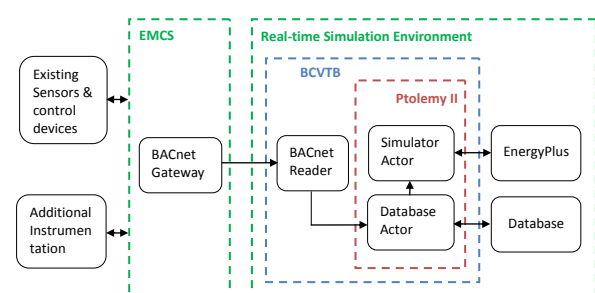 EMCS
Real-time Simulation Environment
BCVTB
Ptolemy II
Existing
Sensors &
control
devices
BACnet
Gateway
BACnet
Reader
Simulator
Actor
EnergyPlus
Additional
Instrumen
tation
Database
Actor
Database